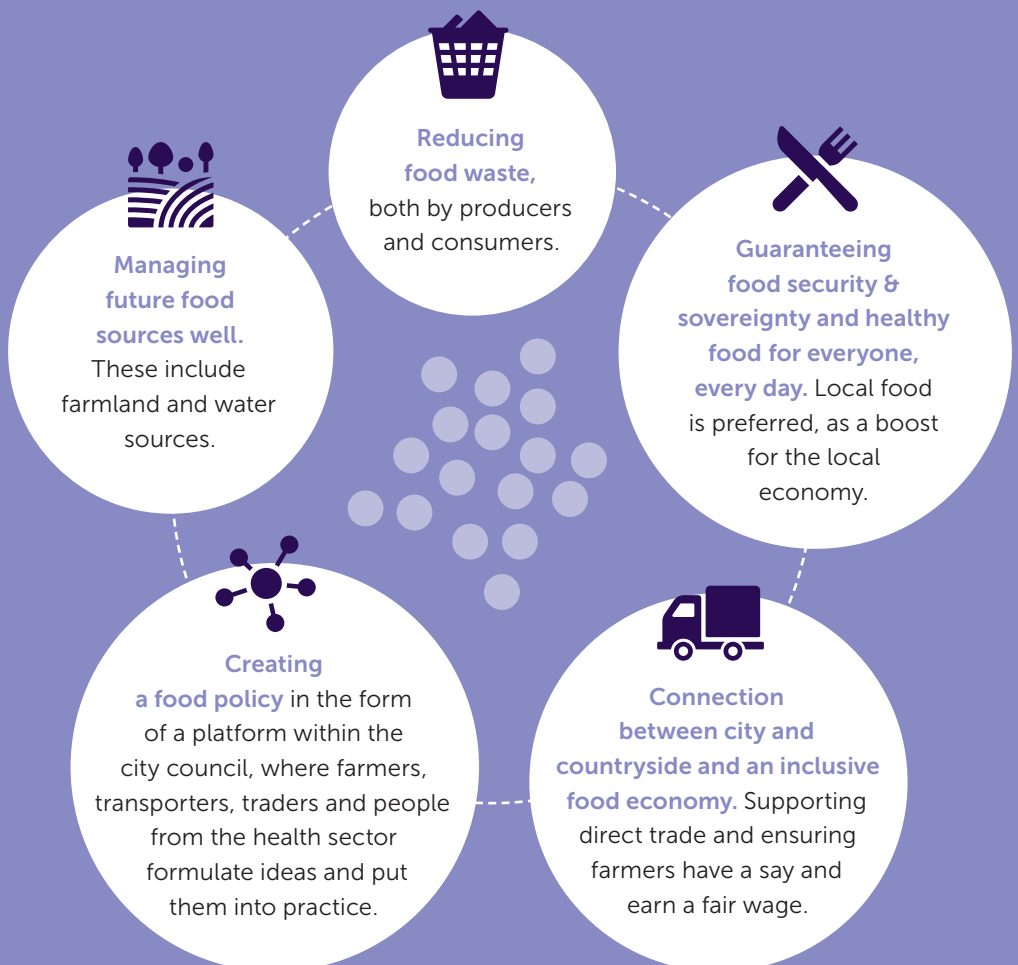 Reducing
food waste,
both by producers
and consumers.
Guaranteeing
food security &
sovereignty and healthy
food for everyone,
every day. Local food
is preferred, as a boost
for the local
economy.
Connection
between city and
countryside and an inclusive
food economy. Supporting
direct trade and ensuring
farmers have a say and
earn a fair wage.
Creating
a food policy in the form
of a platform within the
city council, where farmers,
transporters, traders and people
from the health sector
formulate ideas and put
them into practice.
Managing
future food
sources well.
These include
farmland and water
sources.